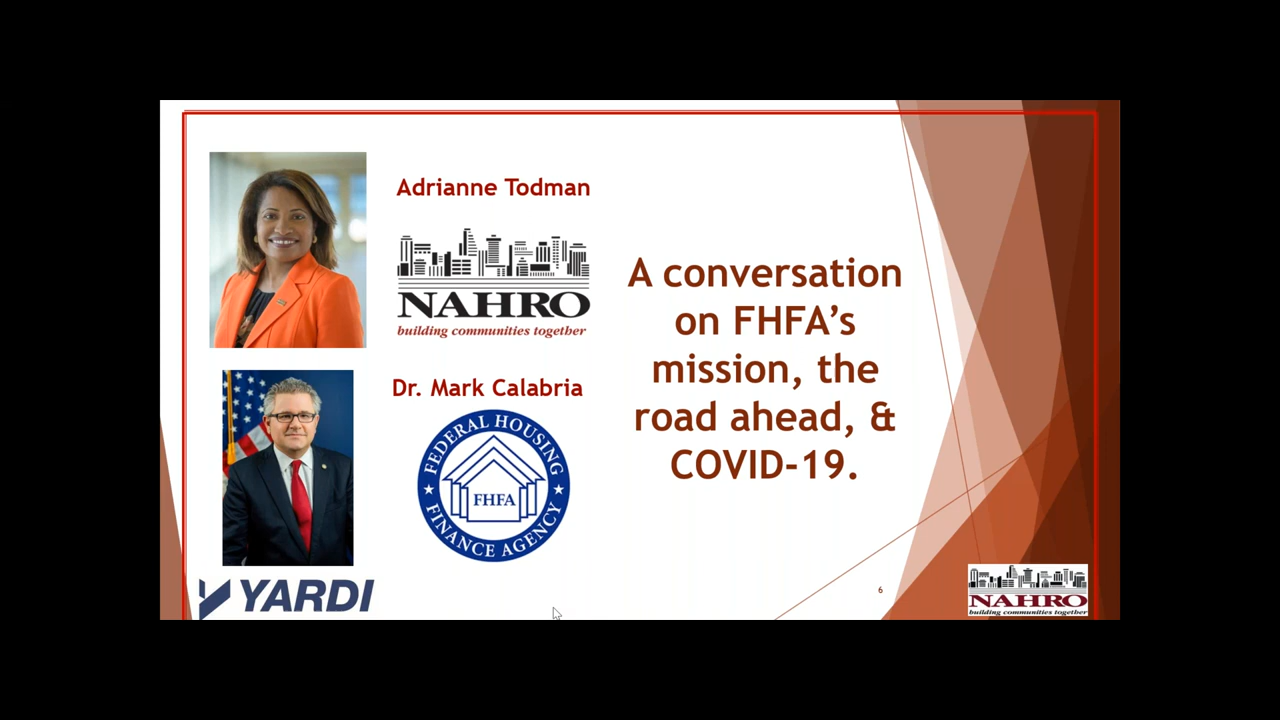 Adrianne Todman
NAHRO
building communities together
Dr. Mark Calabria
FEDERAL HOUSING
FHFA
FINANCE AGENCY
YARDI
A conversation
on FHFA’s
mission, the
road ahead, &
COVID-19.
6
NAHRO
building communities together